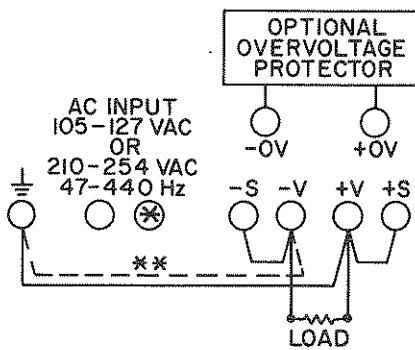 OPTIONAL
OVERVOLTAGE
PROTECTOR
AC INPUT
105-127 VAC
OR
210-254 VAC
47-440 Hz
-OV
+OV
-S
-V
+V
+S
*
**
LOAD